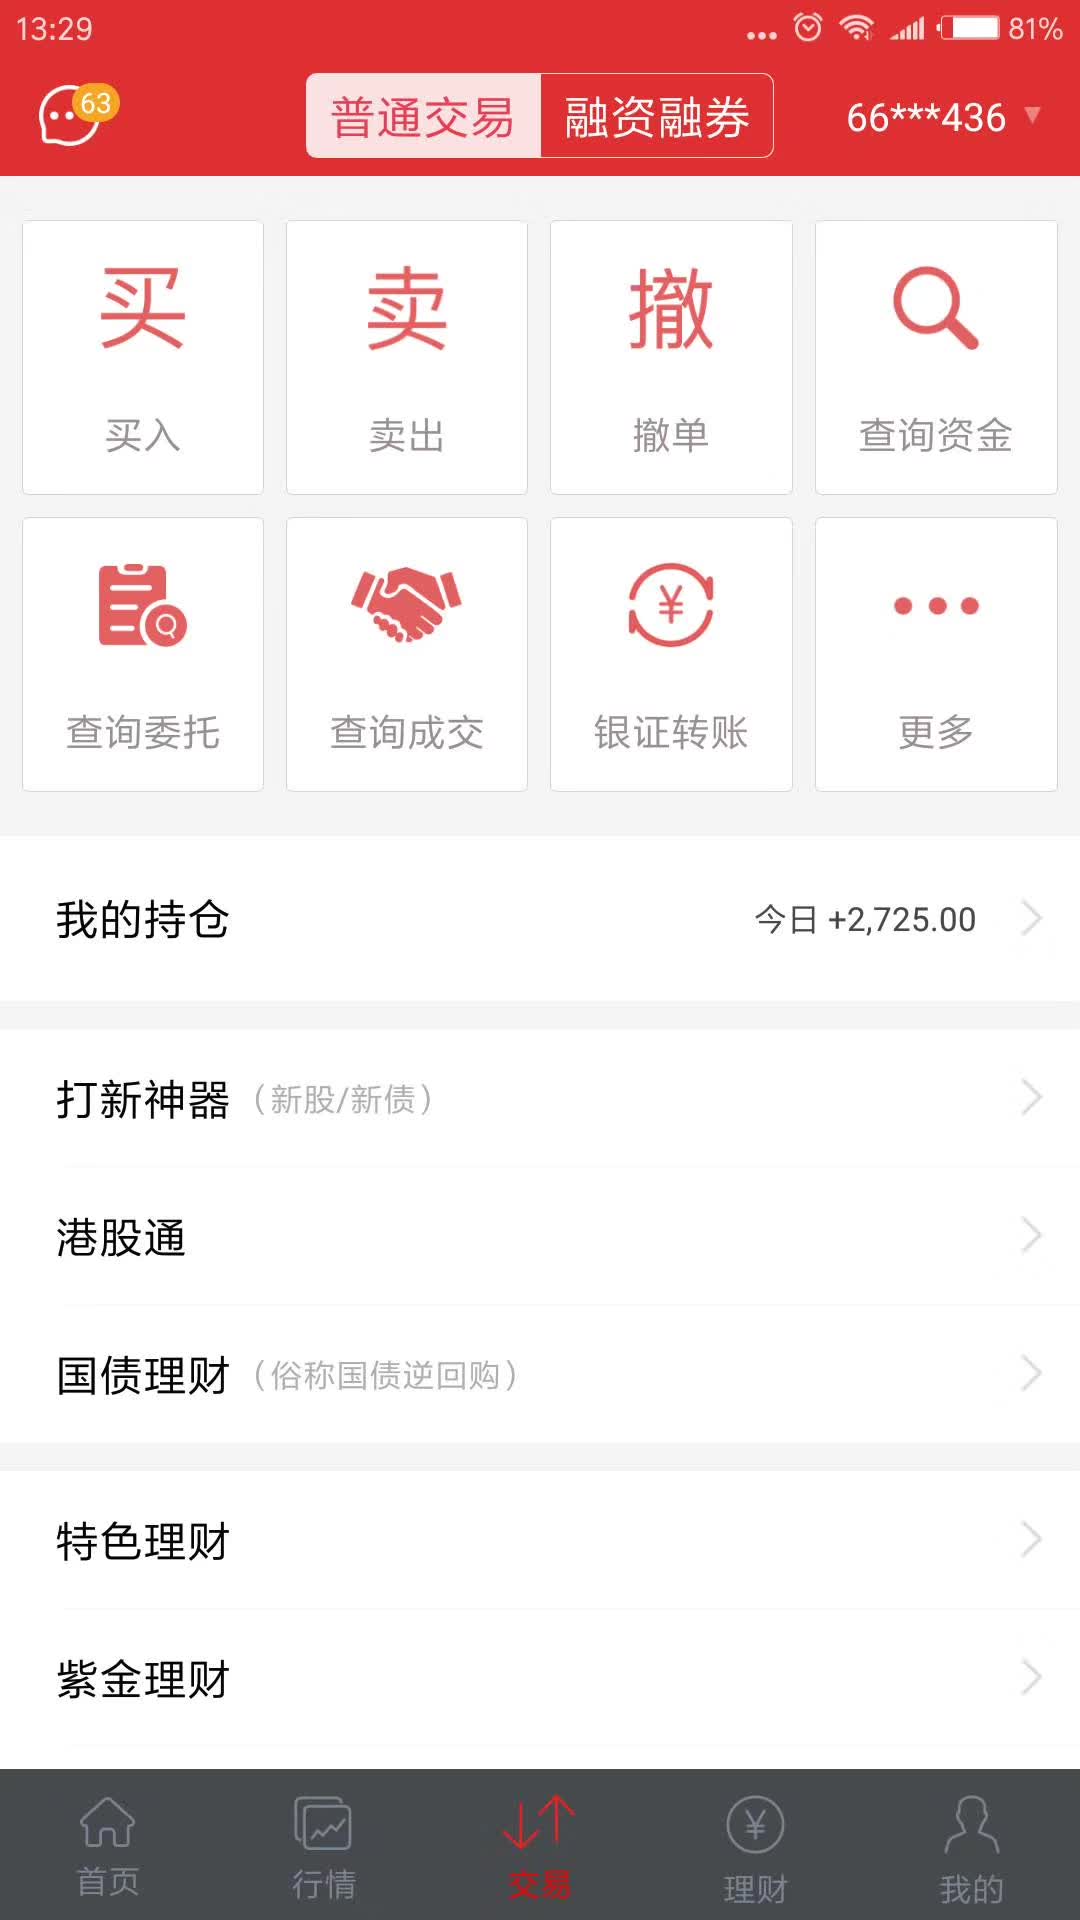 13:29
81%
63
普通交易
融资融券
66***436
买
卖
撤
买入
卖出
撤单
查询资金
¥
查询委托
查询成交
银证转账
更多
我的持仓
今日 +2,725.00
打新神器（新股/新债）
港股通
国债理财（俗称国债逆回购）
特色理财
紫金理财
¥
首页
行情
交易
理财
我的